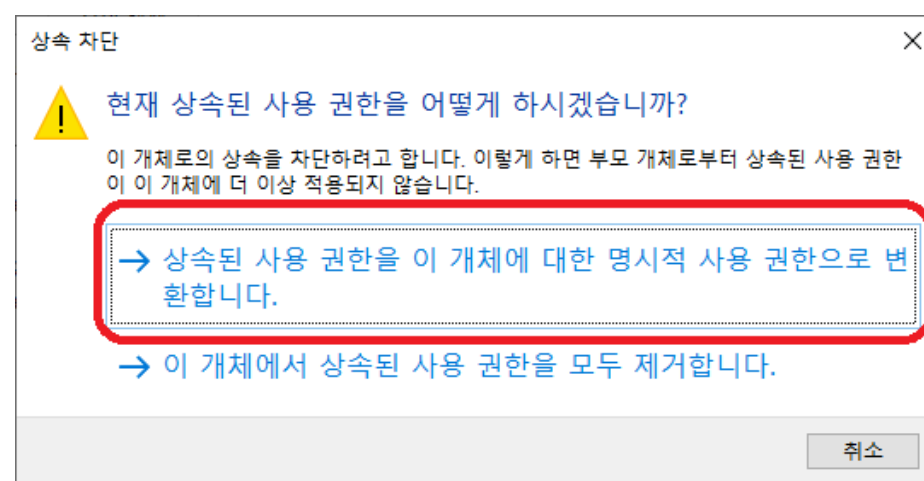 상속 차단
현재 상속된 사용 권한을 어떻게 하시겠습니까?
이 개체로의 상속을 차단하려고 합니다. 이렇게 하면 부모 개체로부터 상속된 사용 권한
이 이 개체에 더 이상 적용되지 않습니다.
→ 상속된 사용 권한을 이 개체에 대한 명시적 사용 권한으로 변
환합니다.
→ 이 개체에서 상속된 사용 권한을 모두 제거합니다.
취소